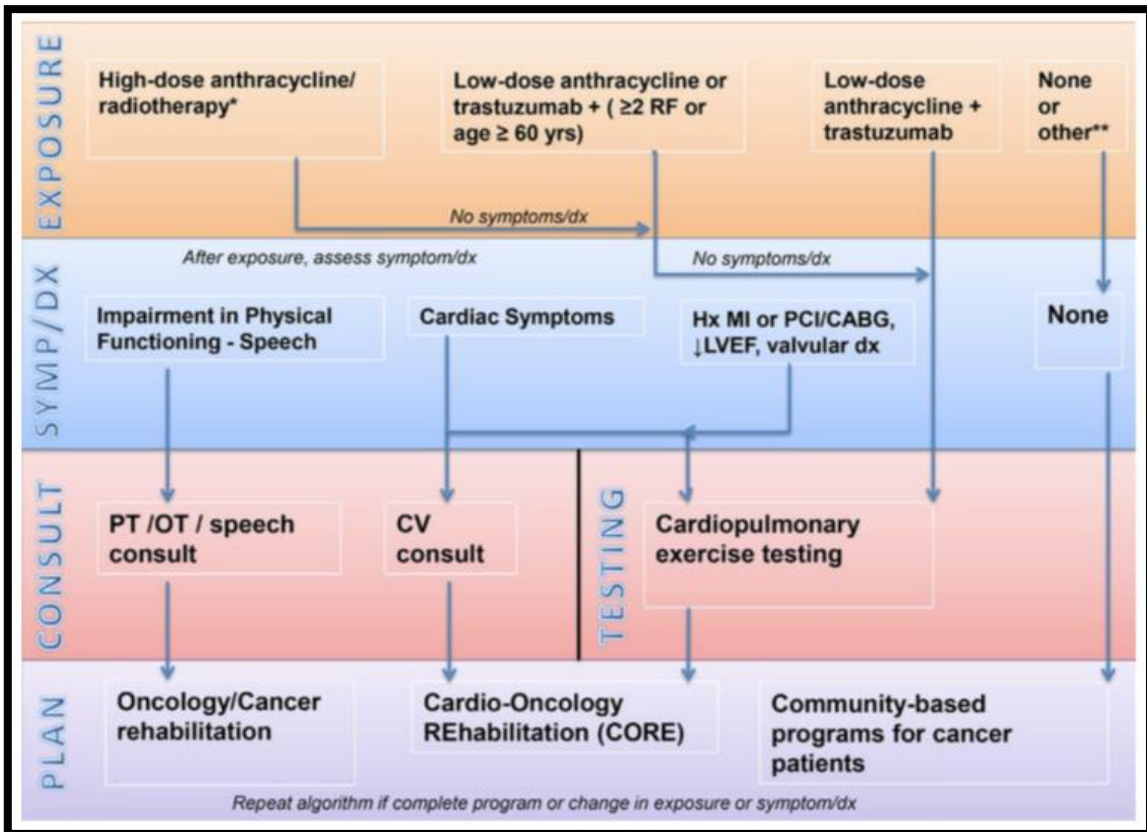 EXPOSURE
High-dose anthracycline/
radiotherapy*
Low-dose anthracycline or
trastuzumab + ( ≥2 RF or
age ≥ 60 yrs)
Low-dose
anthracycline +
trastuzumab
None
or
other**
No symptoms/dx
SYMP/DX
After exposure, assess symptom/dx
No symptoms/dx
Impairment in Physical
Functioning - Speech
Cardiac Symptoms
Hx MI or PCI/CABG,
↓LVEF, valvular dx
None
CONSULT
PT /OT / speech
consult
CV
consult
TESTING
Cardiopulmonary
exercise testing
PLAN
Oncology/Cancer
rehabilitation
Cardio-Oncology
REhabilitation (CORE)
Community-based
programs for cancer
patients
Repeat algorithm if complete program or change in exposure or symptom/dx